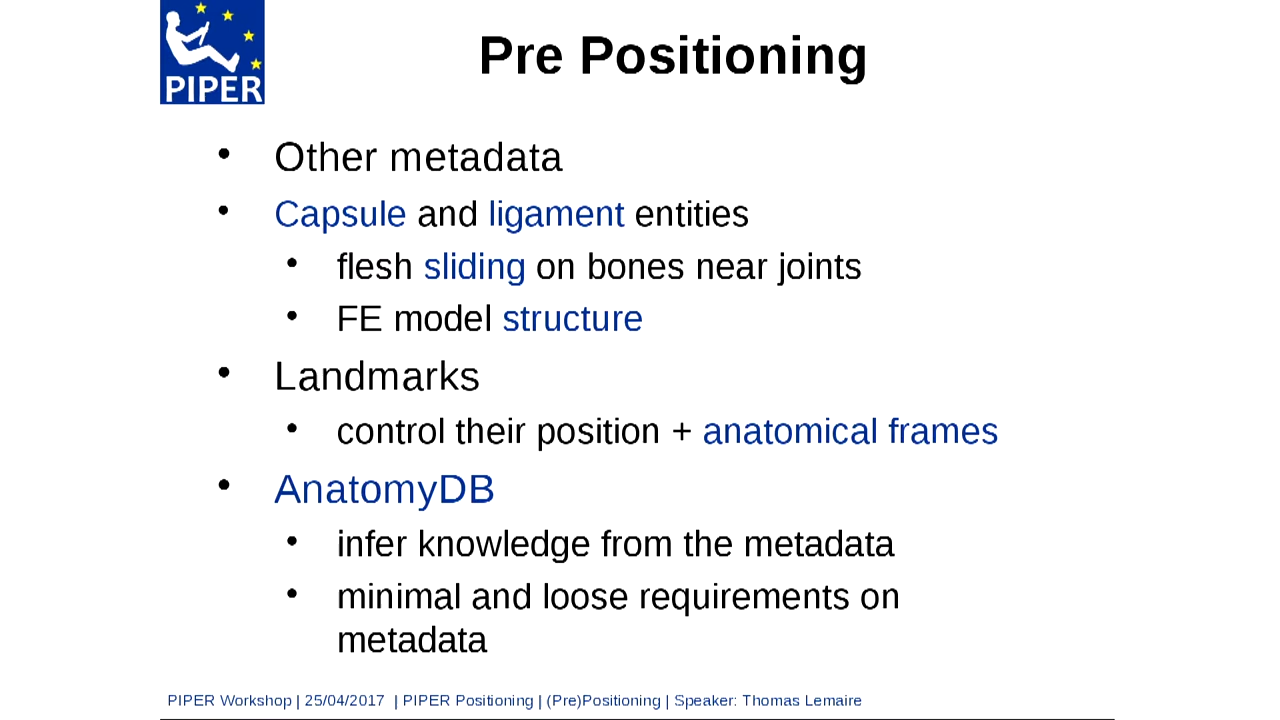 PIPER
Pre Positioning
• Other metadata
• Capsule and ligament entities
• flesh sliding on bones near joints
• FE model structure
• Landmarks
• control their position + anatomical frames
• AnatomyDB
• infer knowledge from the metadata
• minimal and loose requirements on
metadata
PIPER Workshop | 25/04/2017 | PIPER Positioning | (Pre)Positioning | Speaker: Thomas Lemaire